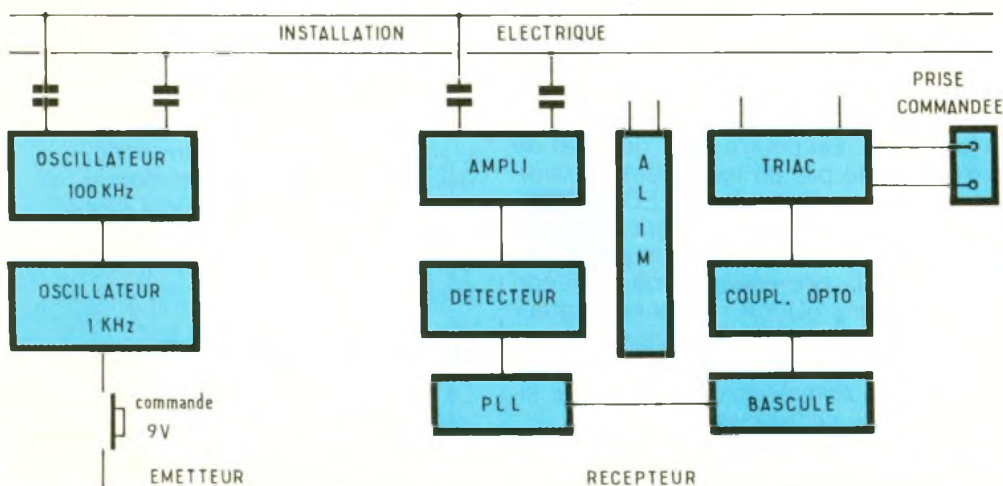 INSTALLATION ELECTRIQUE
PRISE
COMMANDEE
OSCILLATEUR
100 KHz
AMPLI
A
L
I
M
TRIAC
OSCILLATEUR
1 KHz
DETECTEUR
COUPL. OPTO
commande
9V
PLL
BASCULE
EMETTEUR
RECEPTEUR